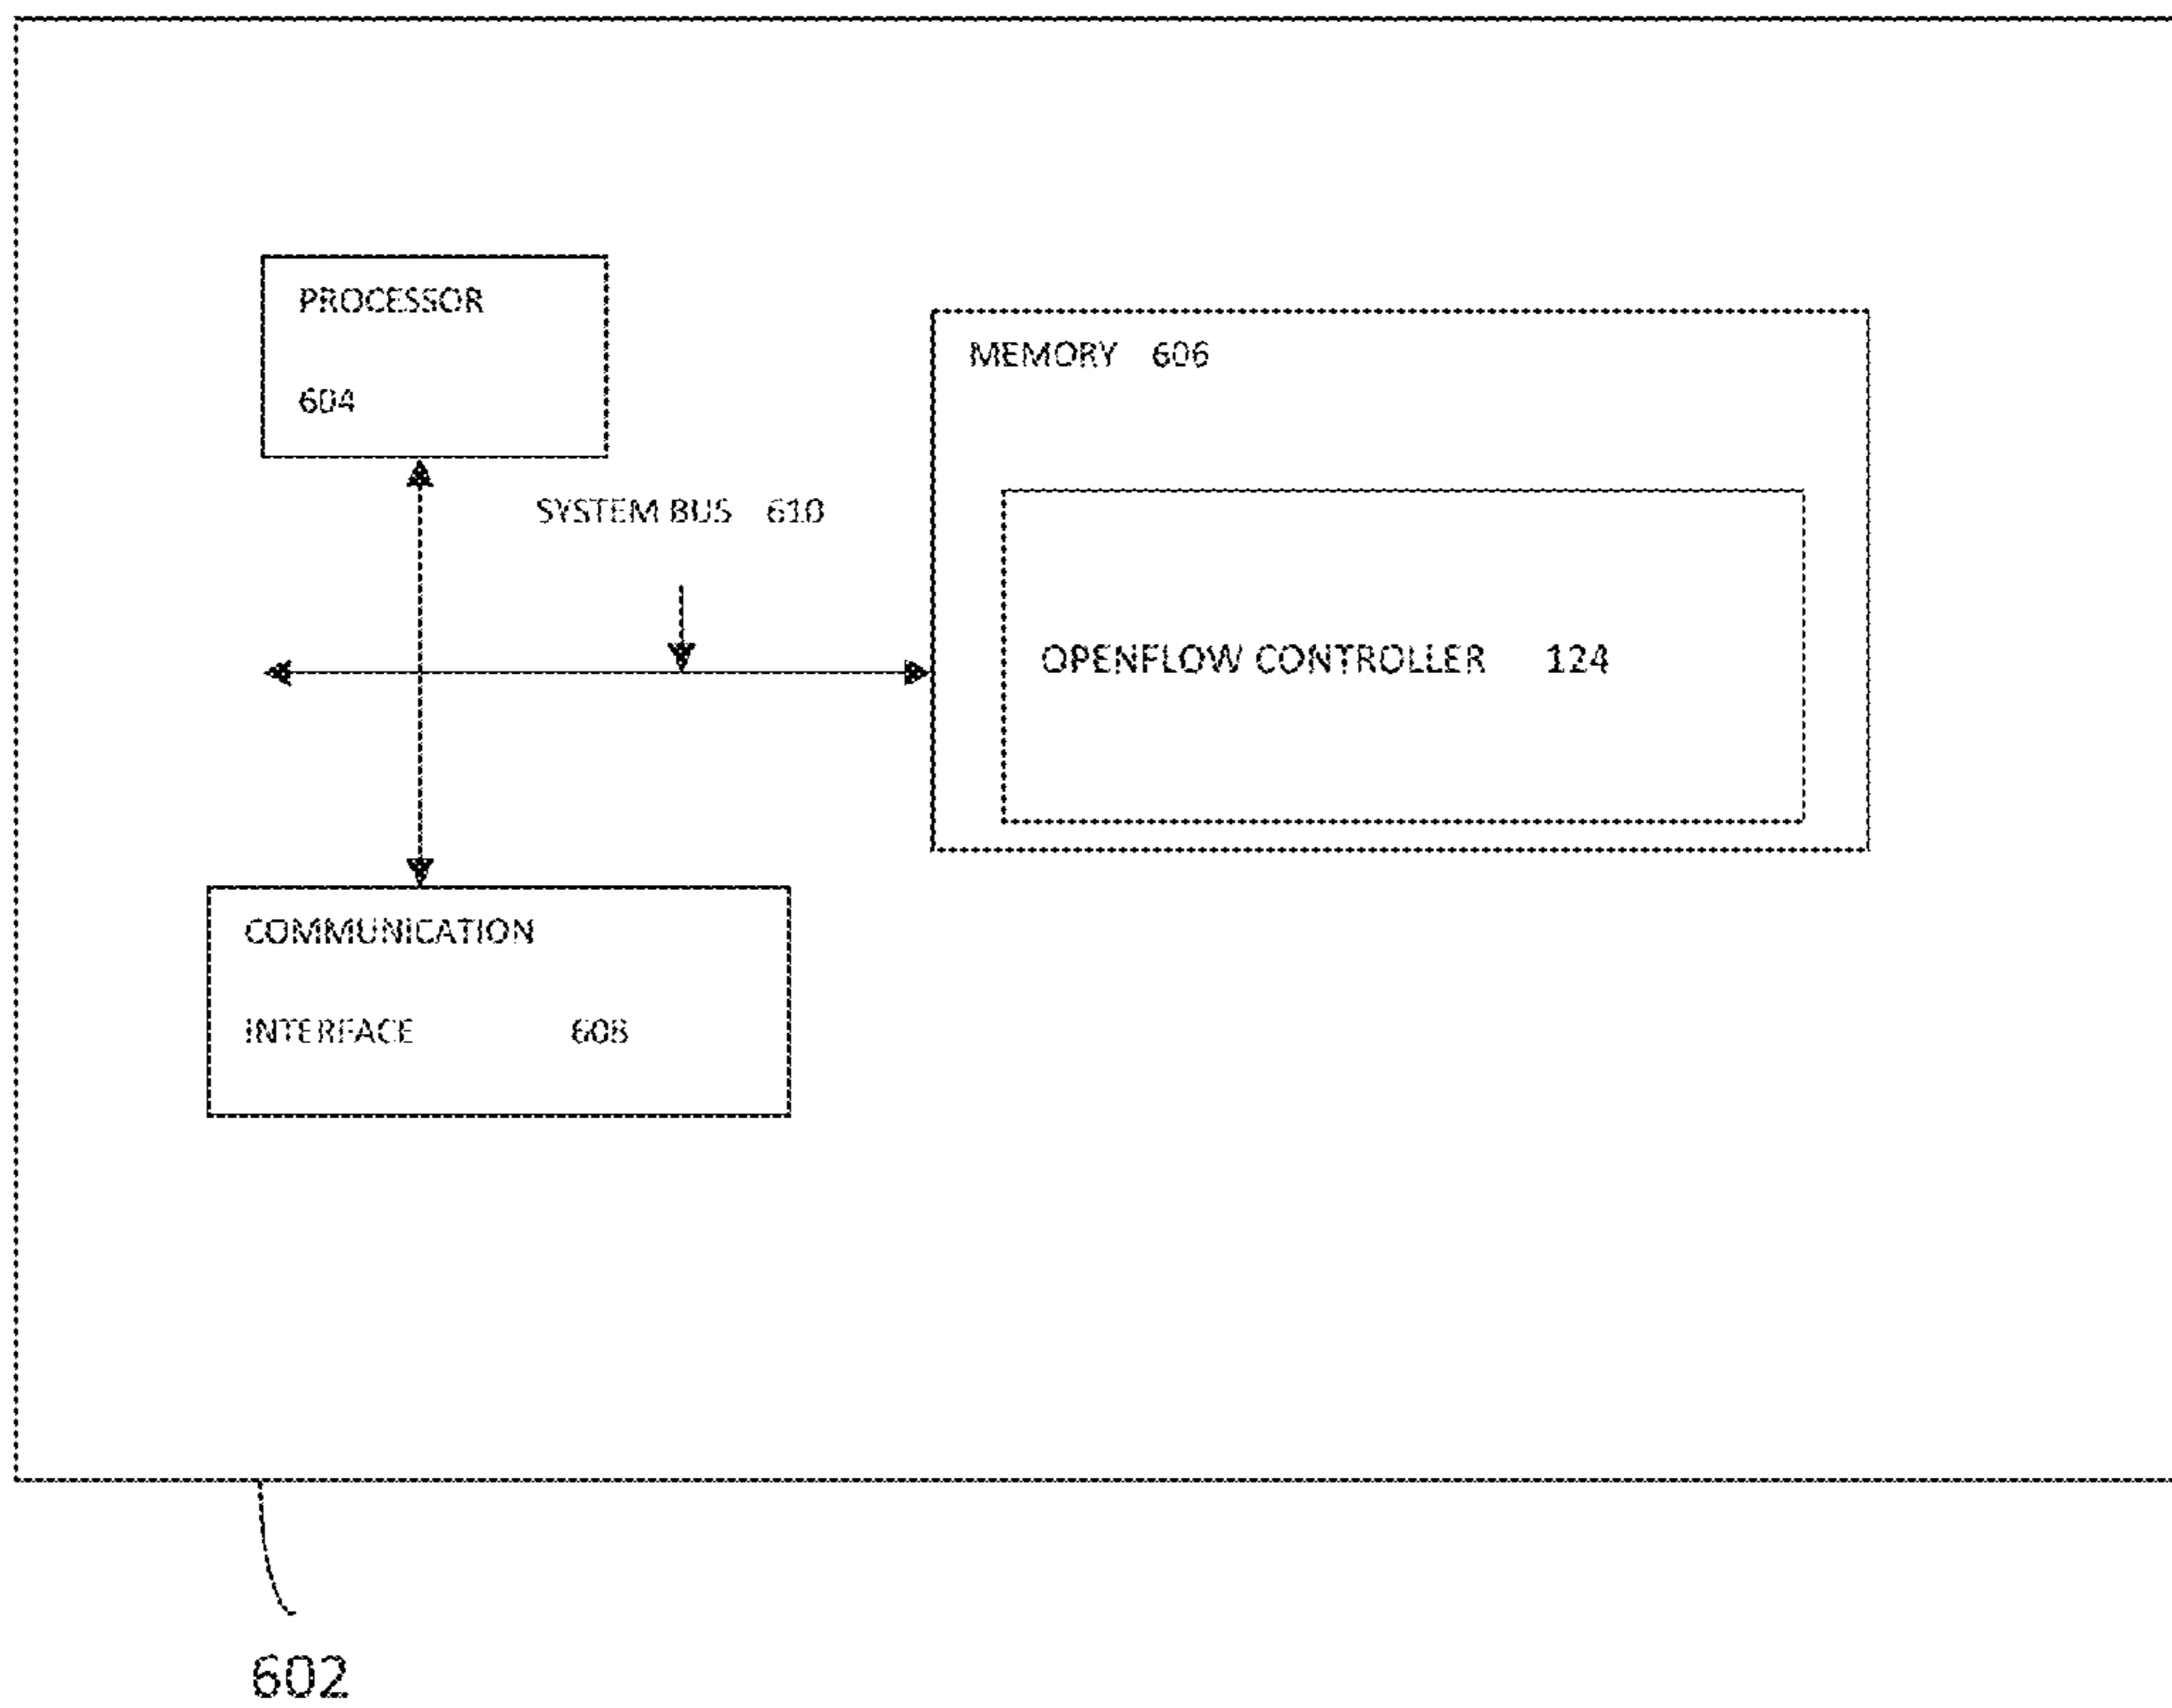 PROCESSOR
604
MEMORY 606
SYSTEM BUS 610
OPENFLOW CONTROLLER 124
COMMUNICATION
INTERFACE 608
602